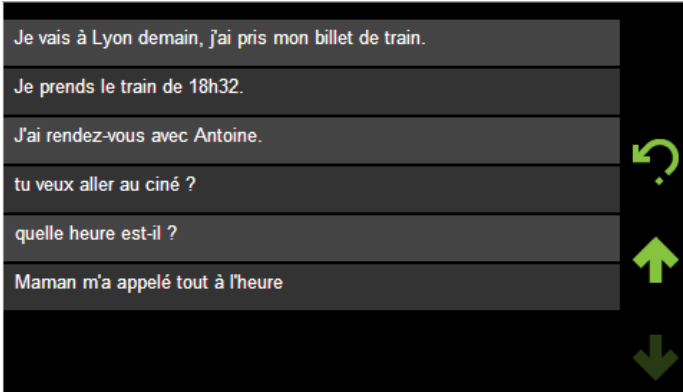 Je vais à Lyon demain, j'ai pris mon billet de train.
Je prends le train de 18h32.
J'ai rendez-vous avec Antoine.
tu veux aller au ciné ?
quelle heure est-il ?
Maman m'a appelé tout à l'heure